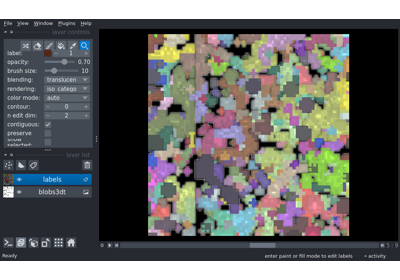 File View Window Plugins Help
layer controls
label: 1
opacity: 0.70
brush size: 10
blending: translucen
rendering: iso_catego
color mode: auto
contour: 0
n edit dim: 2
contiguous:
preserve
selected:
layer list
labels
blobs3dt
Ready
enter paint or fill mode to edit labels
activity